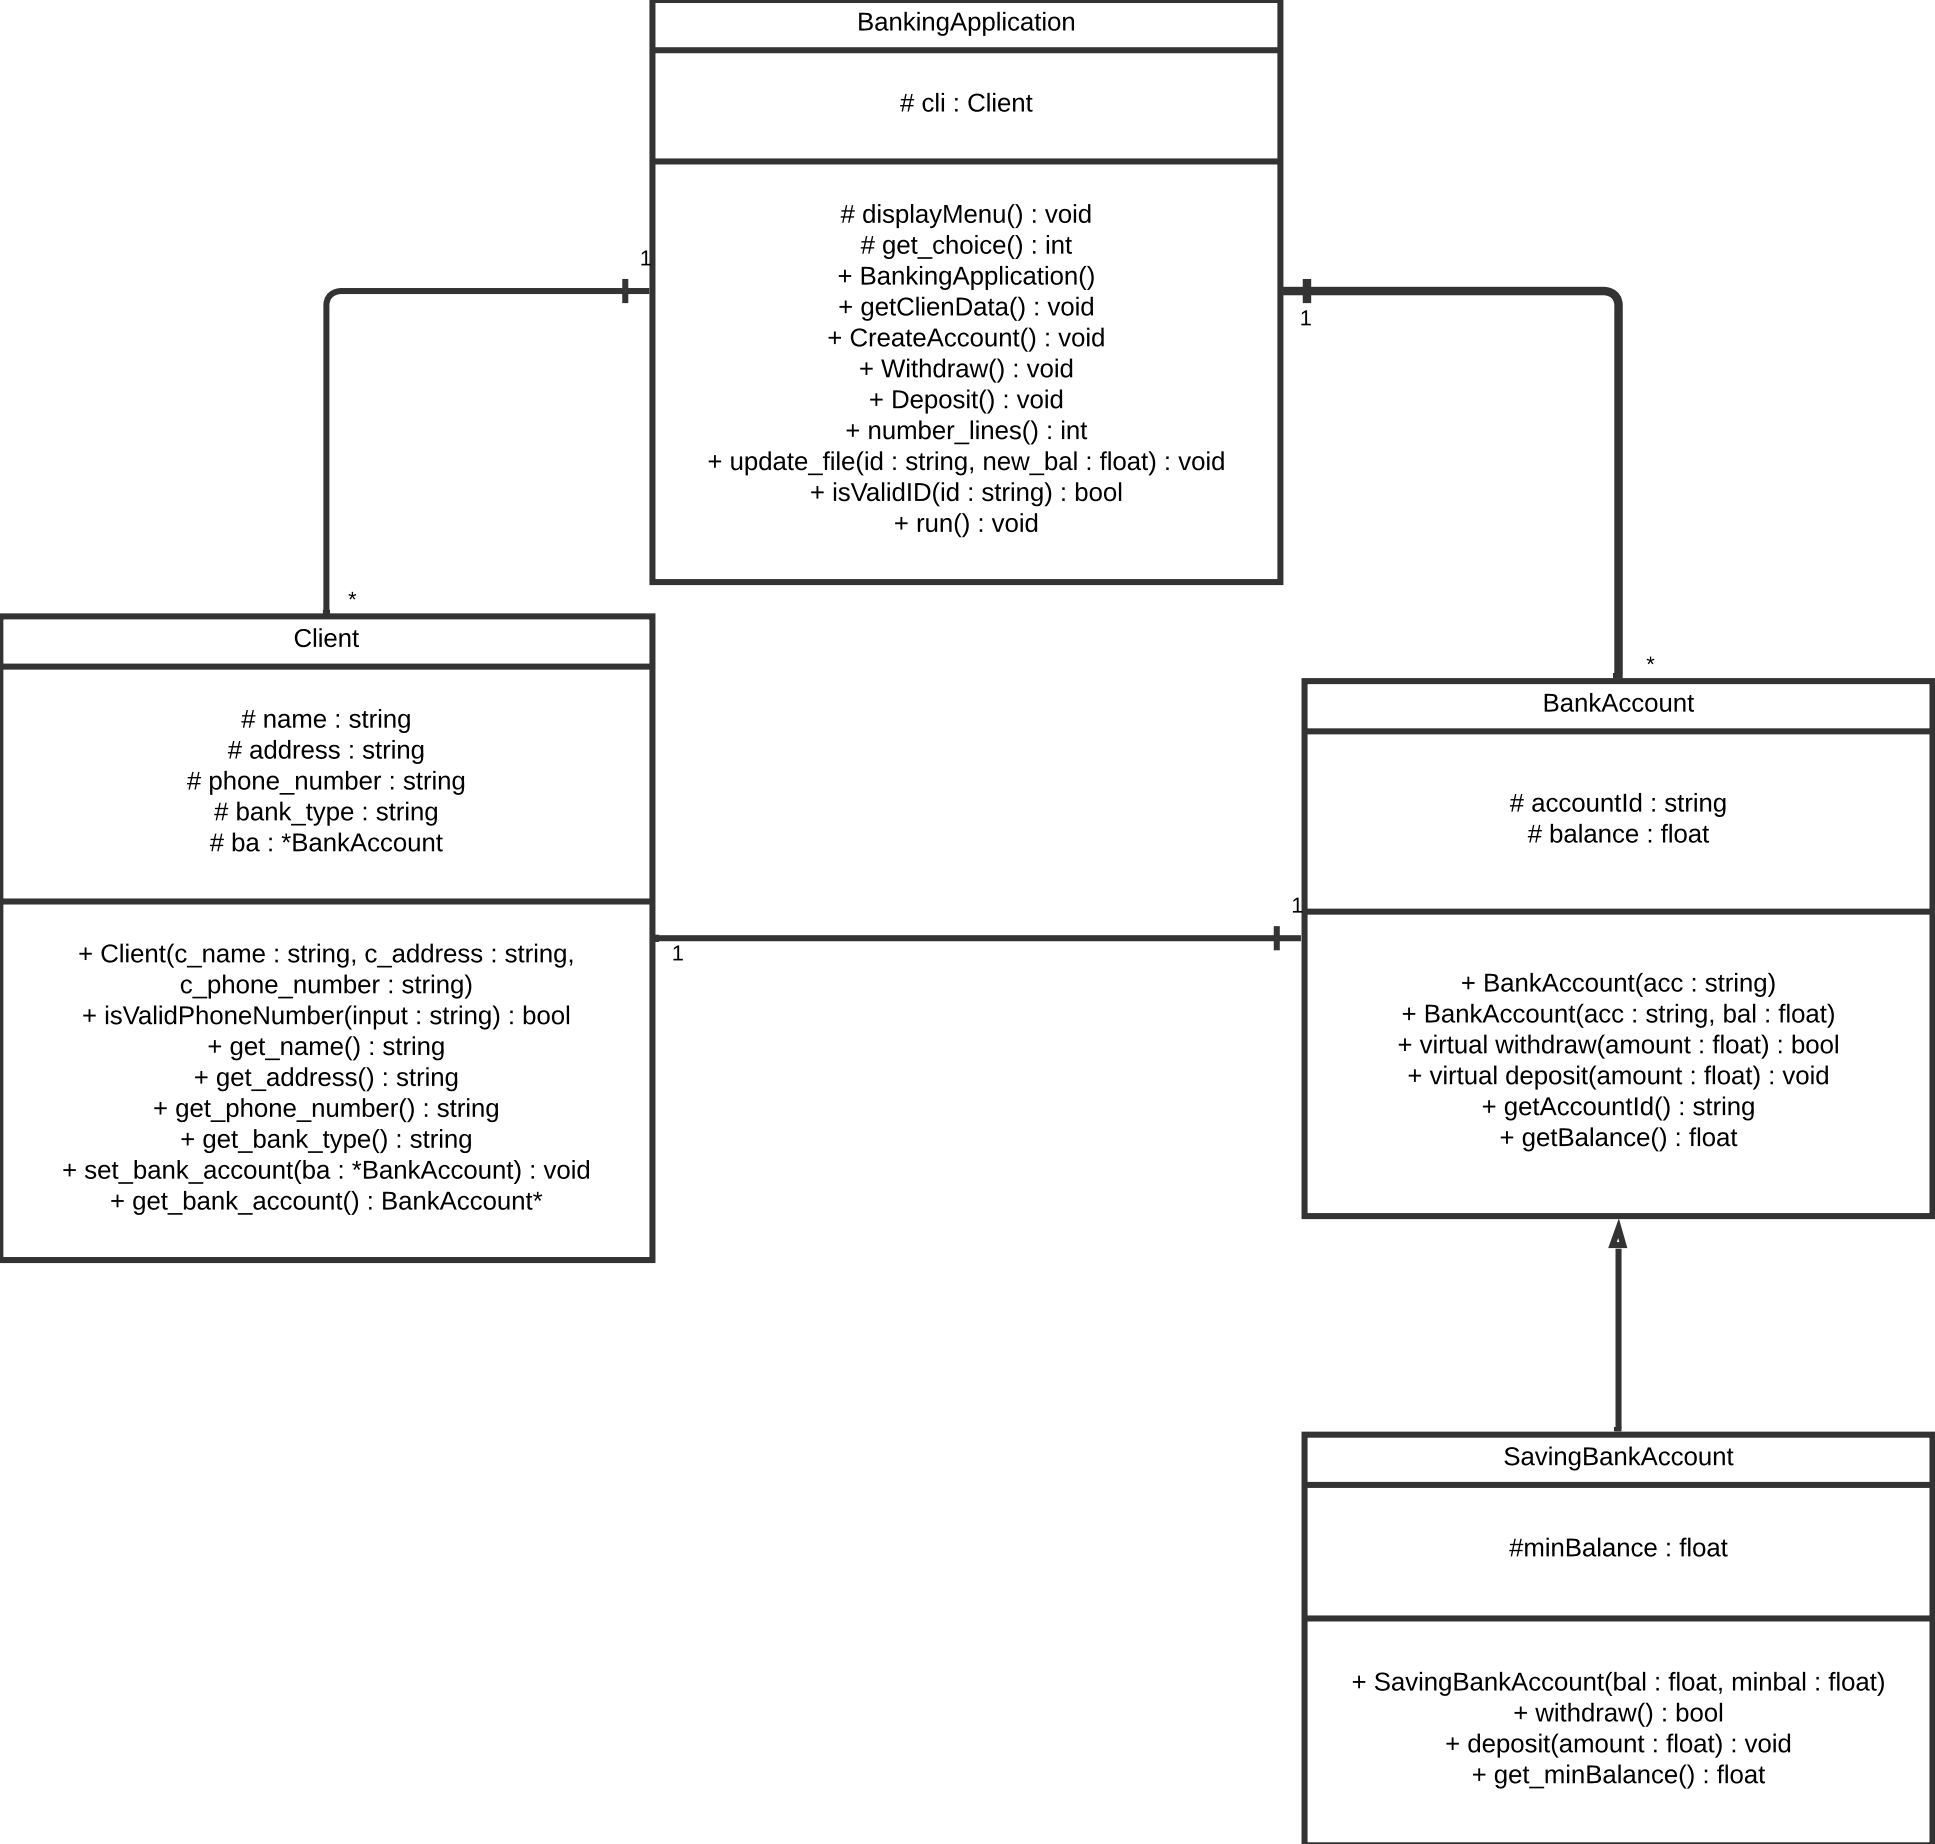 BankingApplication
# cli : Client
# displayMenu() : void
# get_choice() : int
+ BankingApplication()
+ getClienData() : void
+ CreateAccount() : void
+ Withdraw() : void
+ Deposit() : void
+ number_lines() : int
+ update_file(id : string, new_bal : float) : void
+ isValidID(id : string) : bool
+ run() : void
1
1
*
*
Client
# name : string
# address : string
# phone_number : string
# bank_type : string
# ba : *BankAccount
+ Client(c_name : string, c_address : string,
c_phone_number : string)
+ isValidPhoneNumber(input : string) : bool
+ get_name() : string
+ get_address() : string
+ get_phone_number() : string
+ get_bank_type() : string
+ set_bank_account(ba : *BankAccount) : void
+ get_bank_account() : BankAccount*
1
1
BankAccount
# accountId : string
# balance : float
+ BankAccount(acc : string)
+ BankAccount(acc : string, bal : float)
+ virtual withdraw(amount : float) : bool
+ virtual deposit(amount : float) : void
+ getAccountId() : string
+ getBalance() : float
SavingBankAccount
#minBalance : float
+ SavingBankAccount(bal : float, minbal : float)
+ withdraw() : bool
+ deposit(amount : float) : void
+ get_minBalance() : float